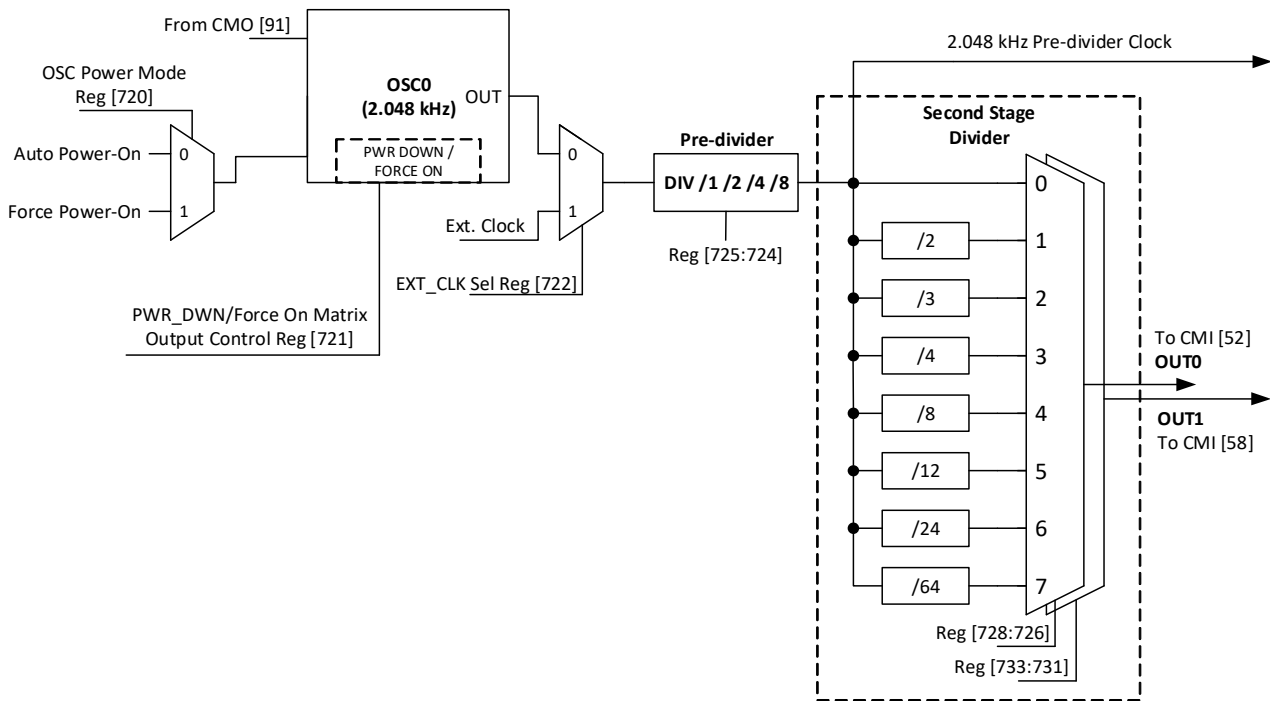 From CMO [91]
OSC Power Mode
Reg [720]
Auto Power-On
Force Power-On
0
1
OSC0
(2.048 kHz)
OUT
PWR DOWN /
FORCE ON
PWR_DWN/Force On Matrix
Output Control Reg [721]
0
1
Ext. Clock
EXT_CLK Sel Reg [722]
Pre-divider
DIV /1 /2 /4 /8
Reg [725:724]
2.048 kHz Pre-divider Clock
Second Stage
Divider
0
/2
1
/3
2
/4
3
/8
4
/12
5
/24
6
/64
7
Reg [728:726]
Reg [733:731]
To CMI [52]
OUT0
OUT1
To CMI [58]